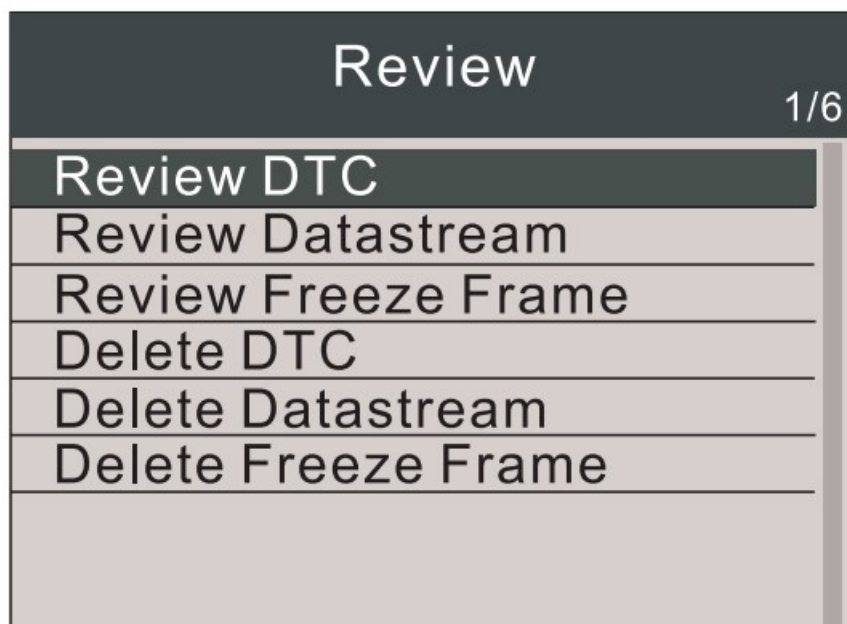 Review
1/6
Review DTC
Review Datastream
Review Freeze Frame
Delete DTC
Delete Datastream
Delete Freeze Frame